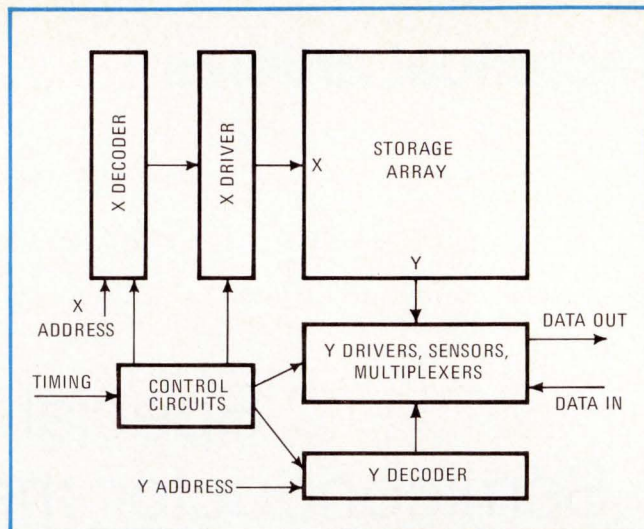 X DECODER
X DRIVER
X
STORAGE
ARRAY
Y
X
ADDRESS
DATA OUT
Y DRIVERS, SENSORS,
MULTIPLEXERS
TIMING
CONTROL
CIRCUITS
DATA IN
Y ADDRESS
Y DECODER